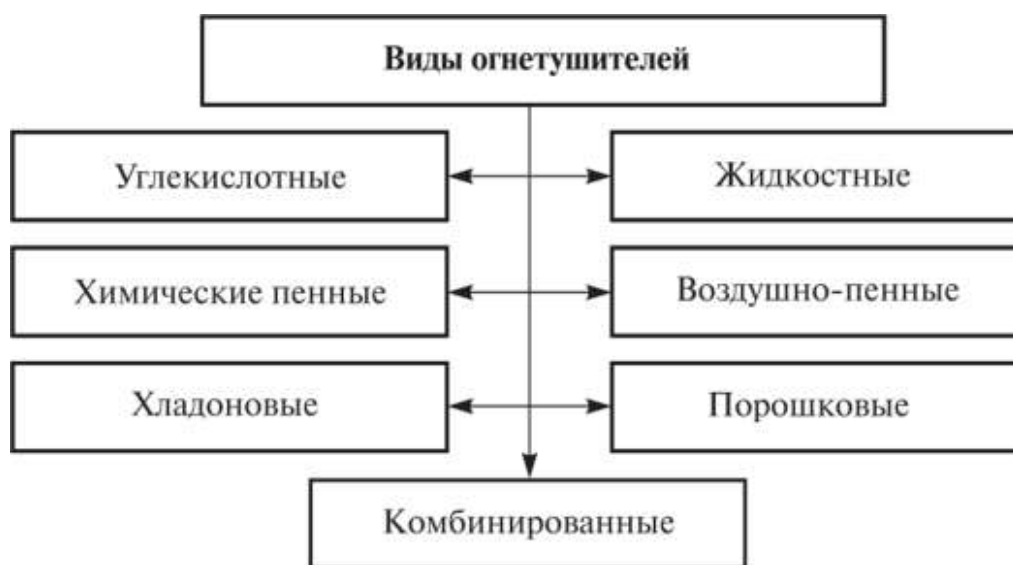 Виды огнетушителей
Углекислотные
Жидкостные
Химические пенные
Воздушно-пенные
Хладоновые
Порошковые
Комбинированные